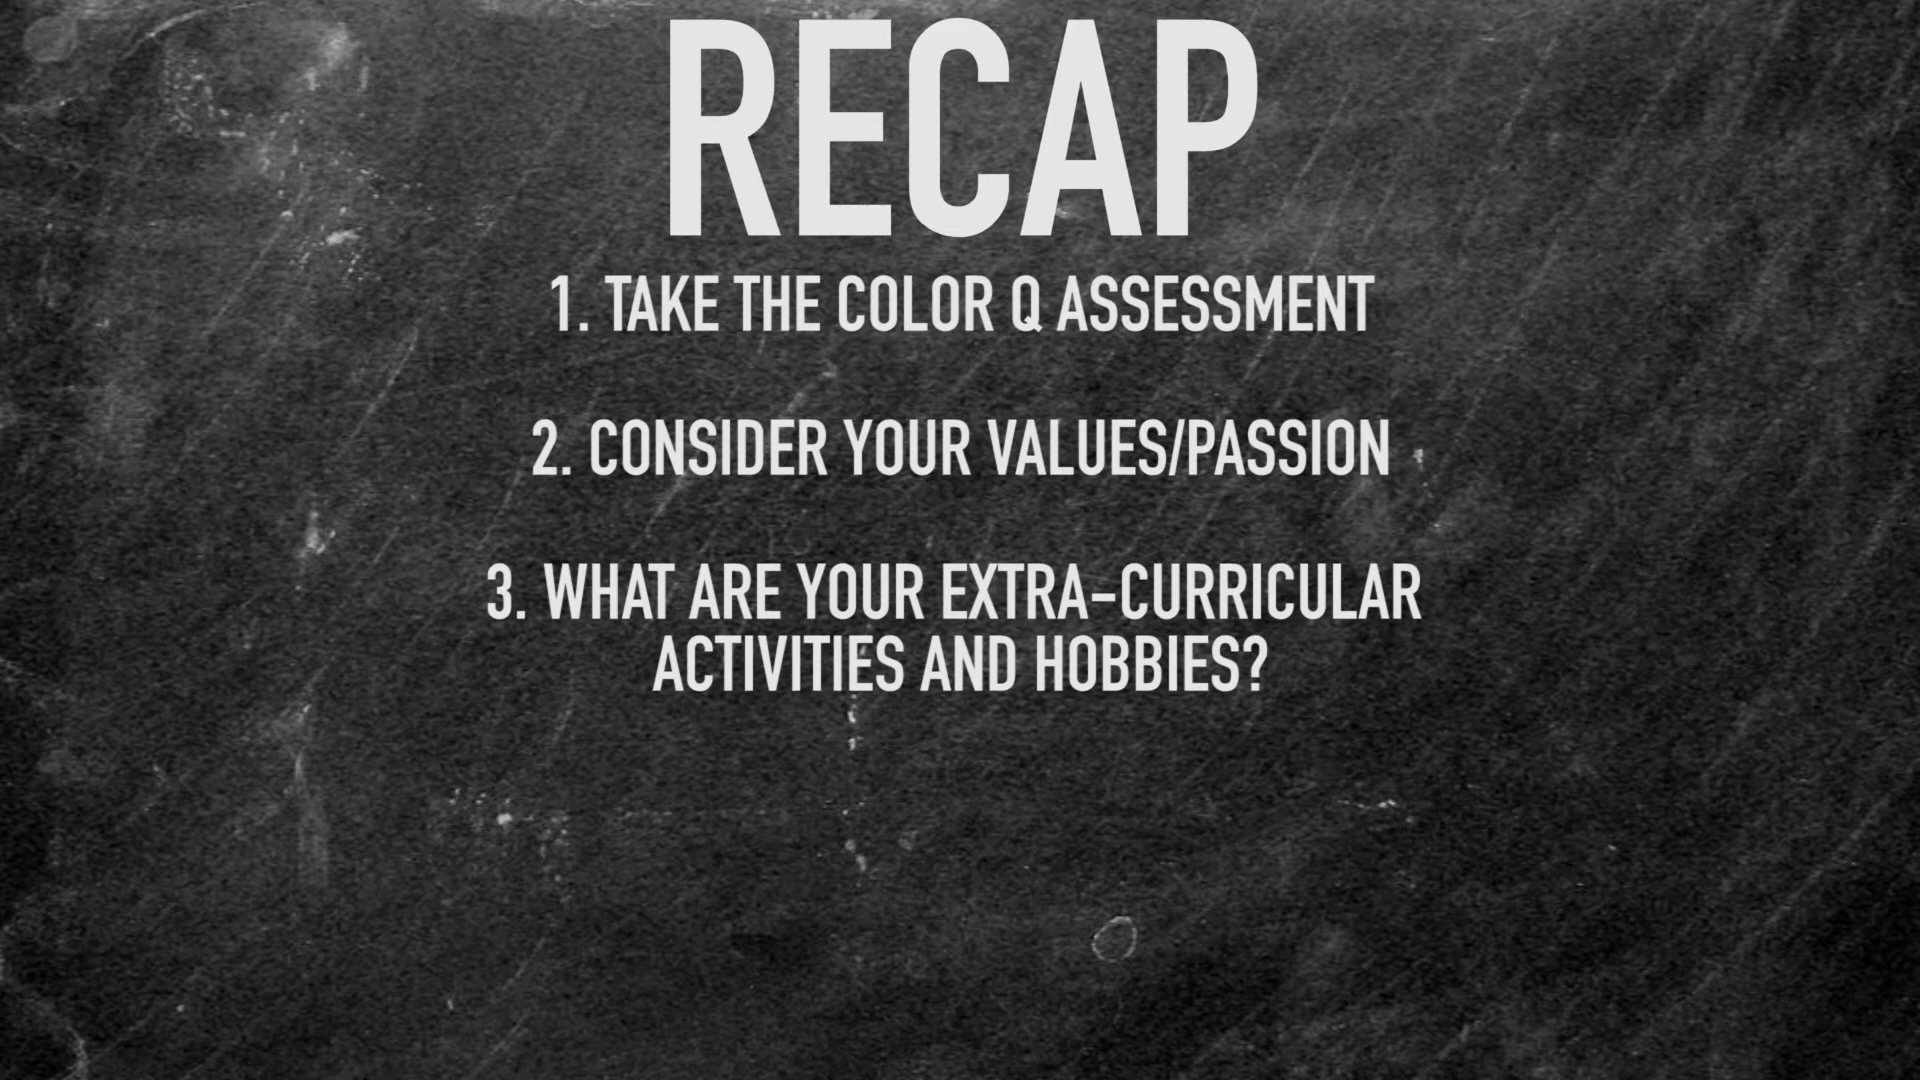 RECAP
1. TAKE THE COLOR Q ASSESSMENT
2. CONSIDER YOUR VALUES/PASSION
3. WHAT ARE YOUR EXTRA-CURRICULAR
ACTIVITIES AND HOBBIES?